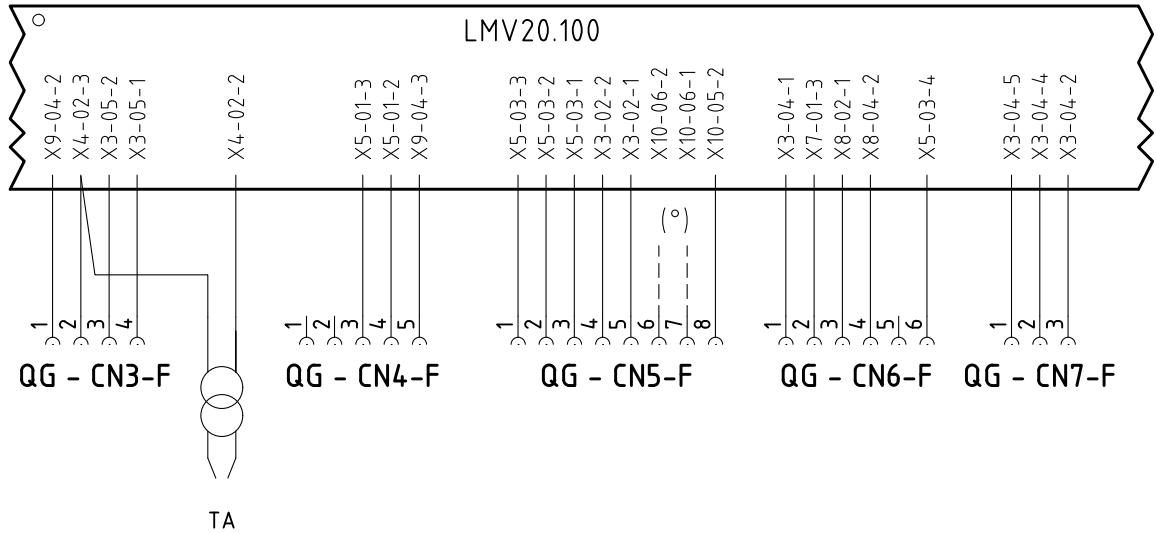 LMV20.100
X9-04-2
X4-02-3
X3-05-2
X3-05-1
X4-02-2
X5-01-3
X5-01-2
X9-04-3
X5-03-3
X5-03-2
X5-03-1
X3-02-2
X3-02-1
X10-06-2
X10-06-1
X10-05-2
X3-04-1
X7-01-3
X8-02-1
X8-04-2
X5-03-4
X3-04-5
X3-04-4
X3-04-2
(°)
1 2 3 4
1 2 3 4 5
1 2 3 4 5 6 7 8
1 2 3 4 5 6
1 2 3
QG - CN3-F
QG - CN4-F
QG - CN5-F
QG - CN6-F
QG - CN7-F
TA